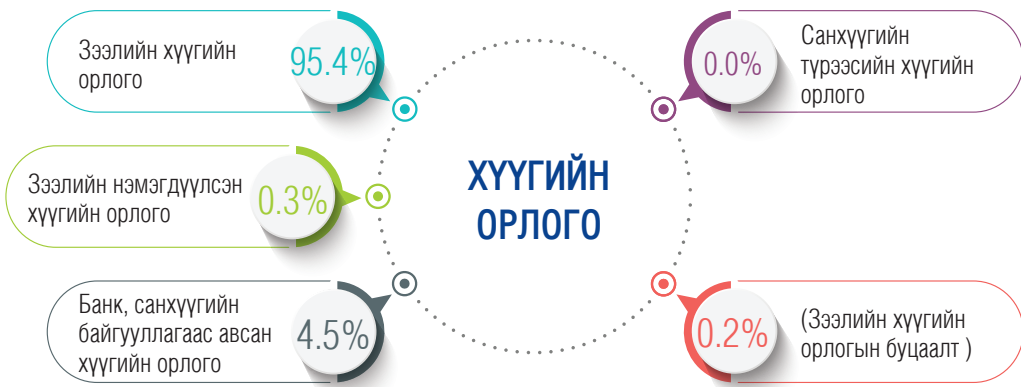 Зээлийн хүүгийн
орлого
95.4%
Зээлийн нэмэгдүүлсэн
хүүгийн орлого
0.3%
Банк, санхүүгийн
байгууллагаас авсан
хүүгийн орлого
4.5%
ХҮҮГИЙН
ОРЛОГО
0.0%
Санхүүгийн
түрээсийн хүүгийн
орлого
0.2%
(Зээлийн хүүгийн
орлогын буцаалт )